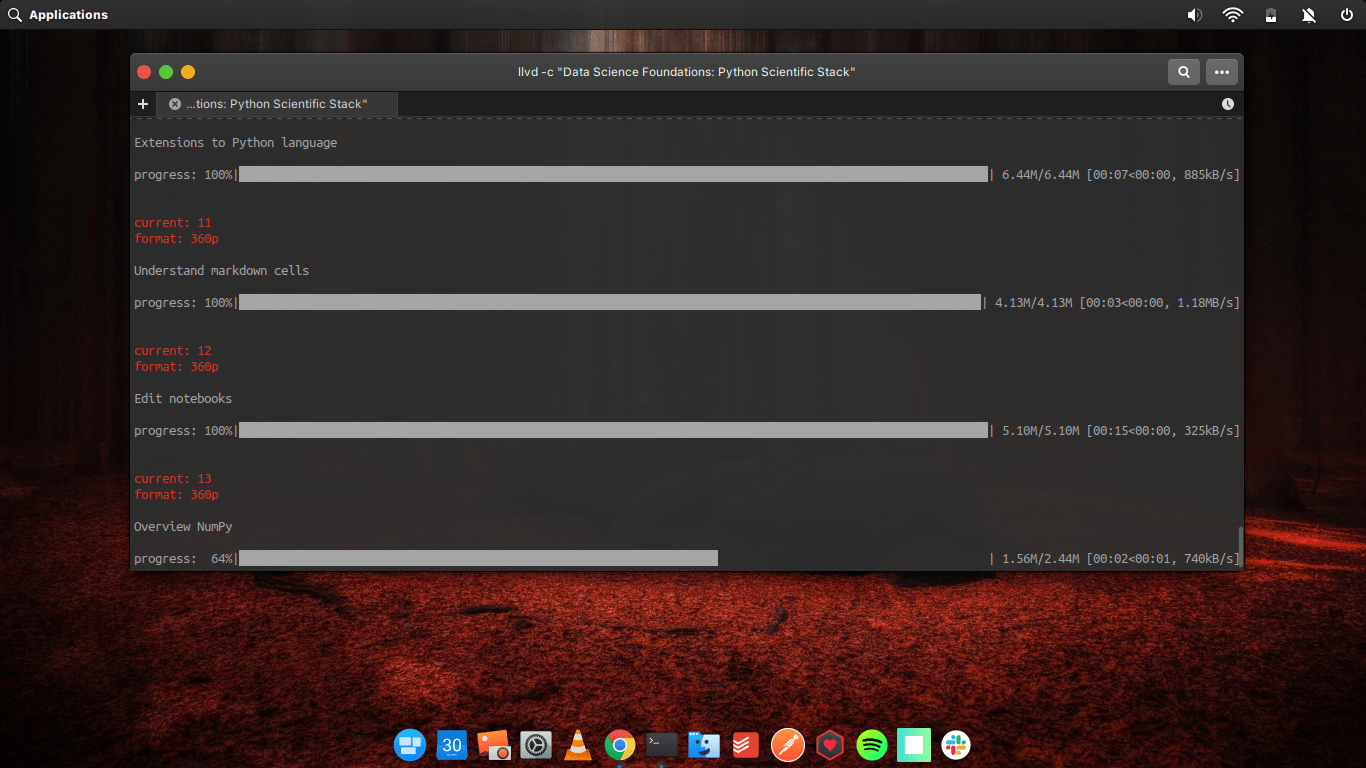 Applications
llvd -c "Data Science Foundations: Python Scientific Stack"
...tions: Python Scientific Stack"
Extensions to Python language
progress: 100%| | 6.44M/6.44M [00:07<00:00, 885kB/s]
current: 11
format: 360p
Understand markdown cells
progress: 100%| | 4.13M/4.13M [00:03<00:00, 1.18MB/s]
current: 12
format: 360p
Edit notebooks
progress: 100%| | 5.10M/5.10M [00:15<00:00, 325kB/s]
current: 13
format: 360p
Overview NumPy
progress:  64%| | 1.56M/2.44M [00:02<00:01, 740kB/s]
30